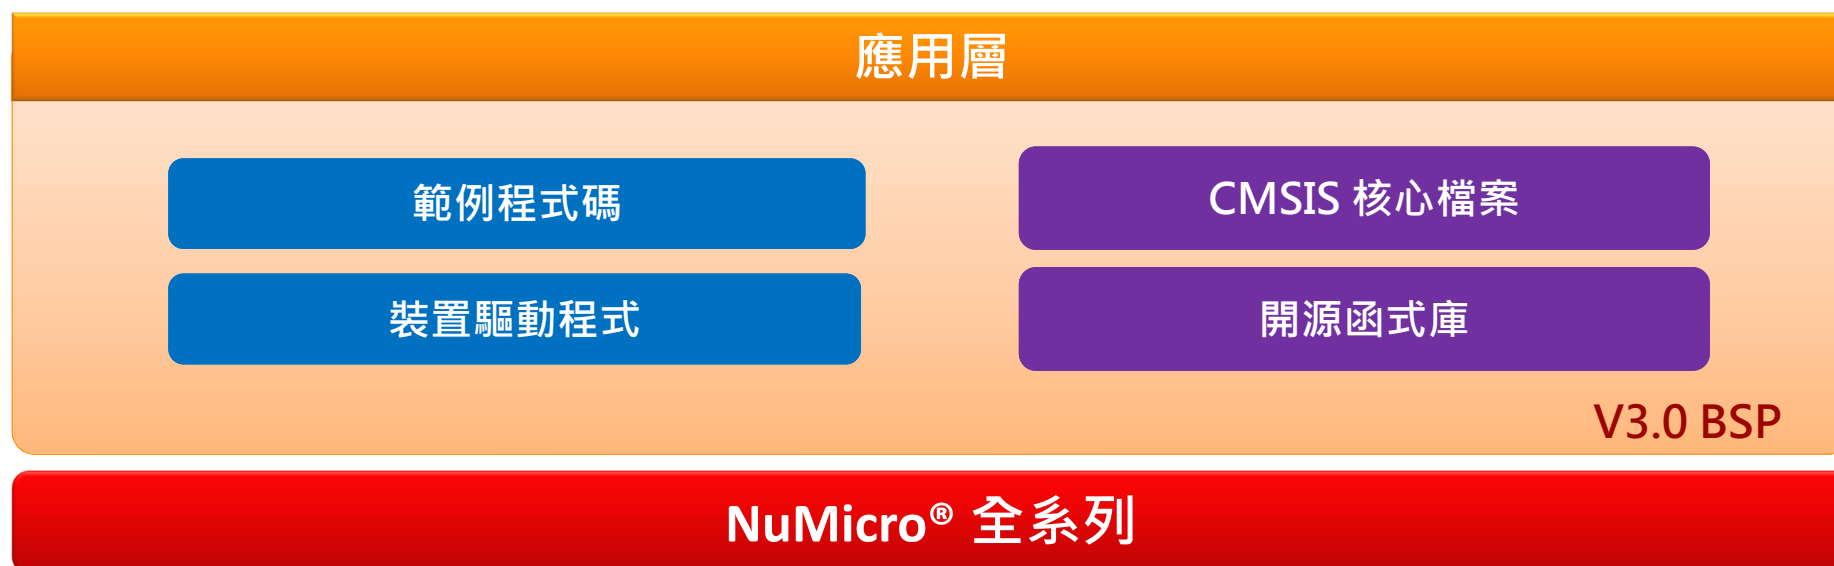 應用層
範例程式碼
CMSIS 核心檔案
裝置驅動程式
開源函式庫
V3.0 BSP
NuMicro® 全系列